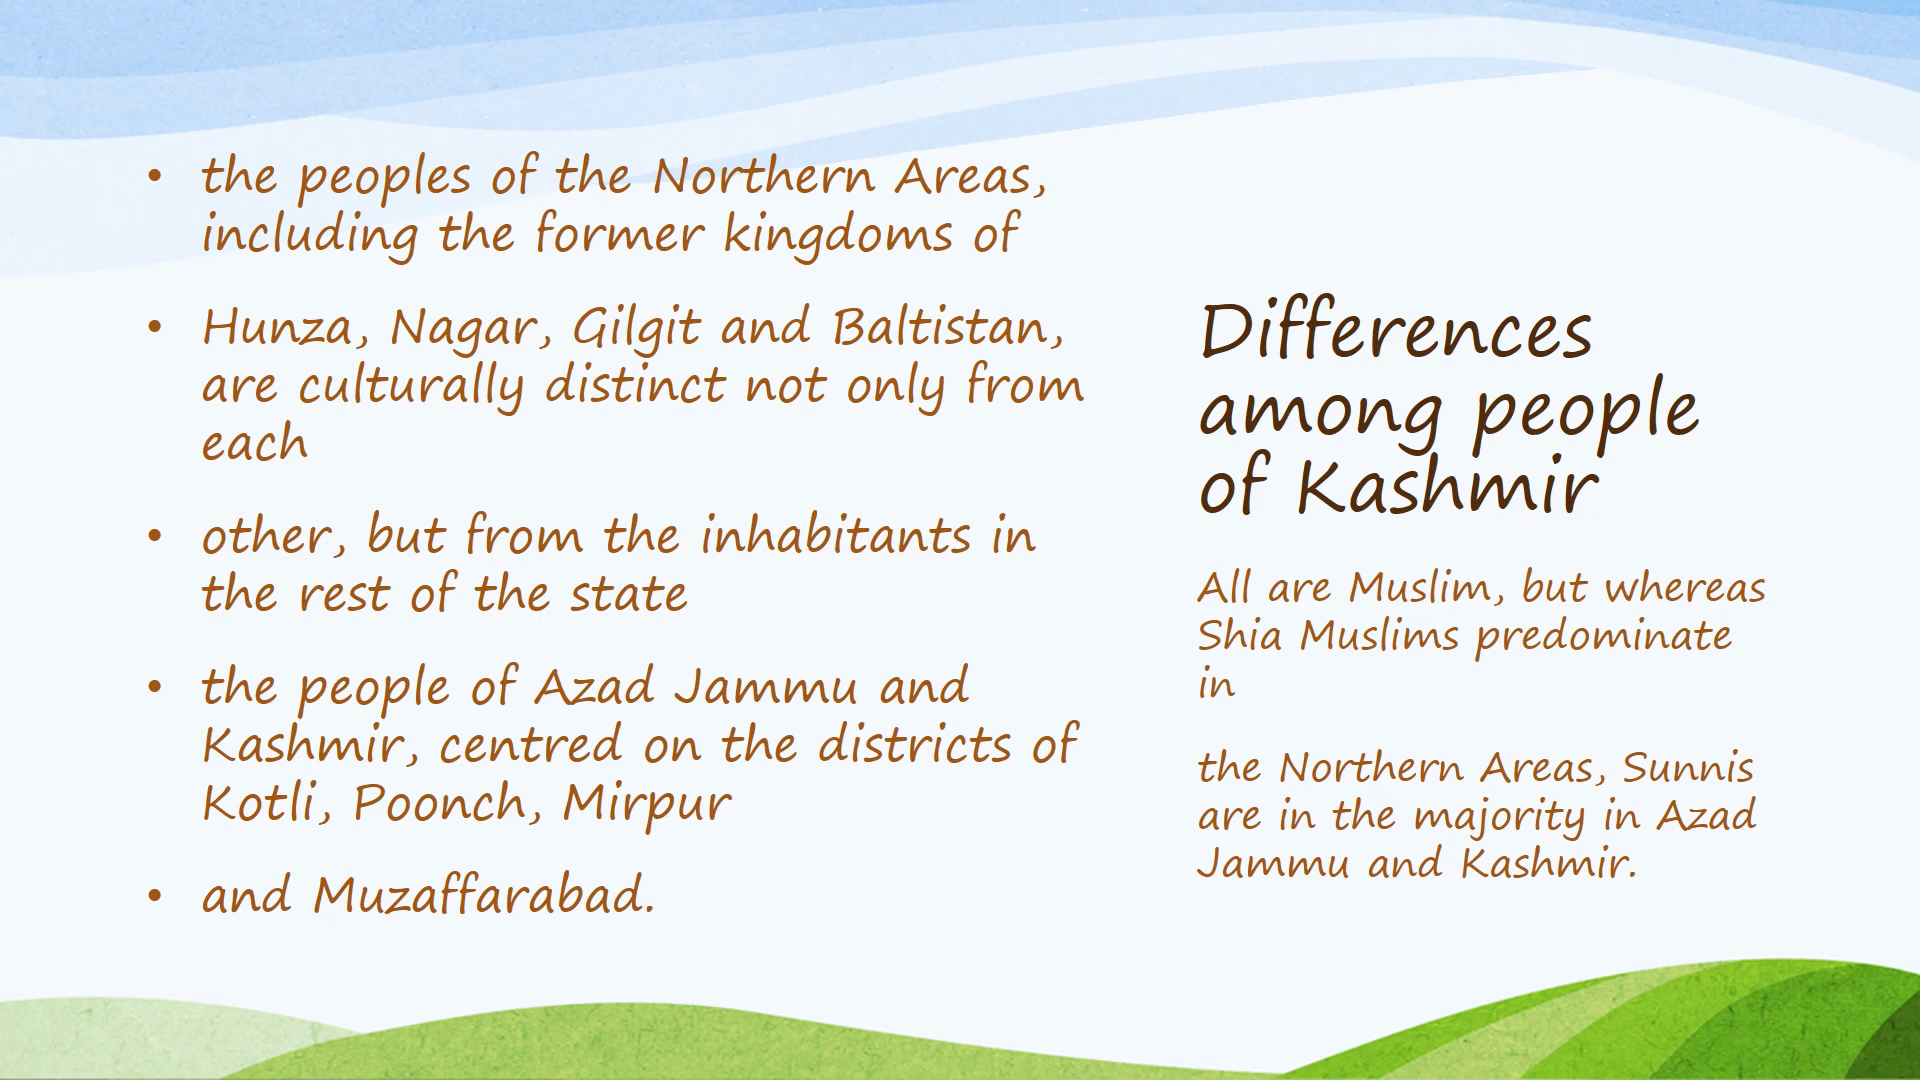 • the peoples of the Northern Areas,
including the former kingdoms of
• Hunza, Nagar, Gilgit and Baltistan,
are culturally distinct not only from
each
• other, but from the inhabitants in
the rest of the state
• the people of Azad Jammu and
Kashmir, centred on the districts of
Kotli, Poonch, Mirpur
• and Muzaffarabad.
Differences
among people
of Kashmir
All are Muslim, but whereas
Shia Muslims predominate
in
the Northern Areas, Sunnis
are in the majority in Azad
Jammu and Kashmir.